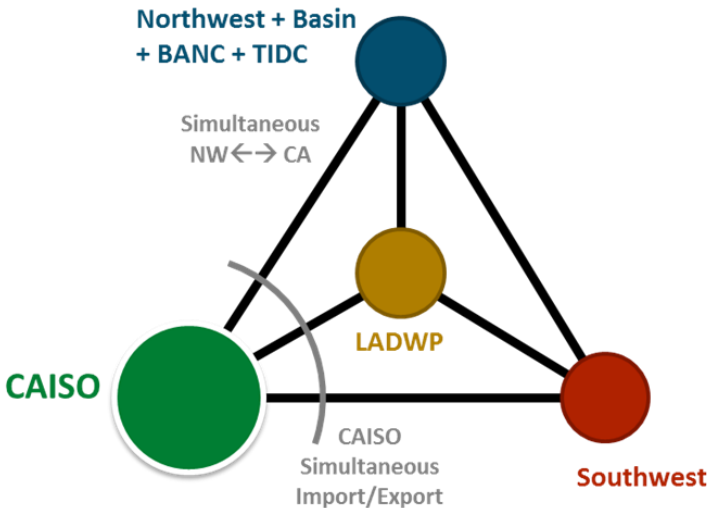 Northwest + Basin
+ BANC + TIDC
Simultaneous
NW←→ CA
LADWP
CAISO
CAISO
Simultaneous
Import/Export
Southwest